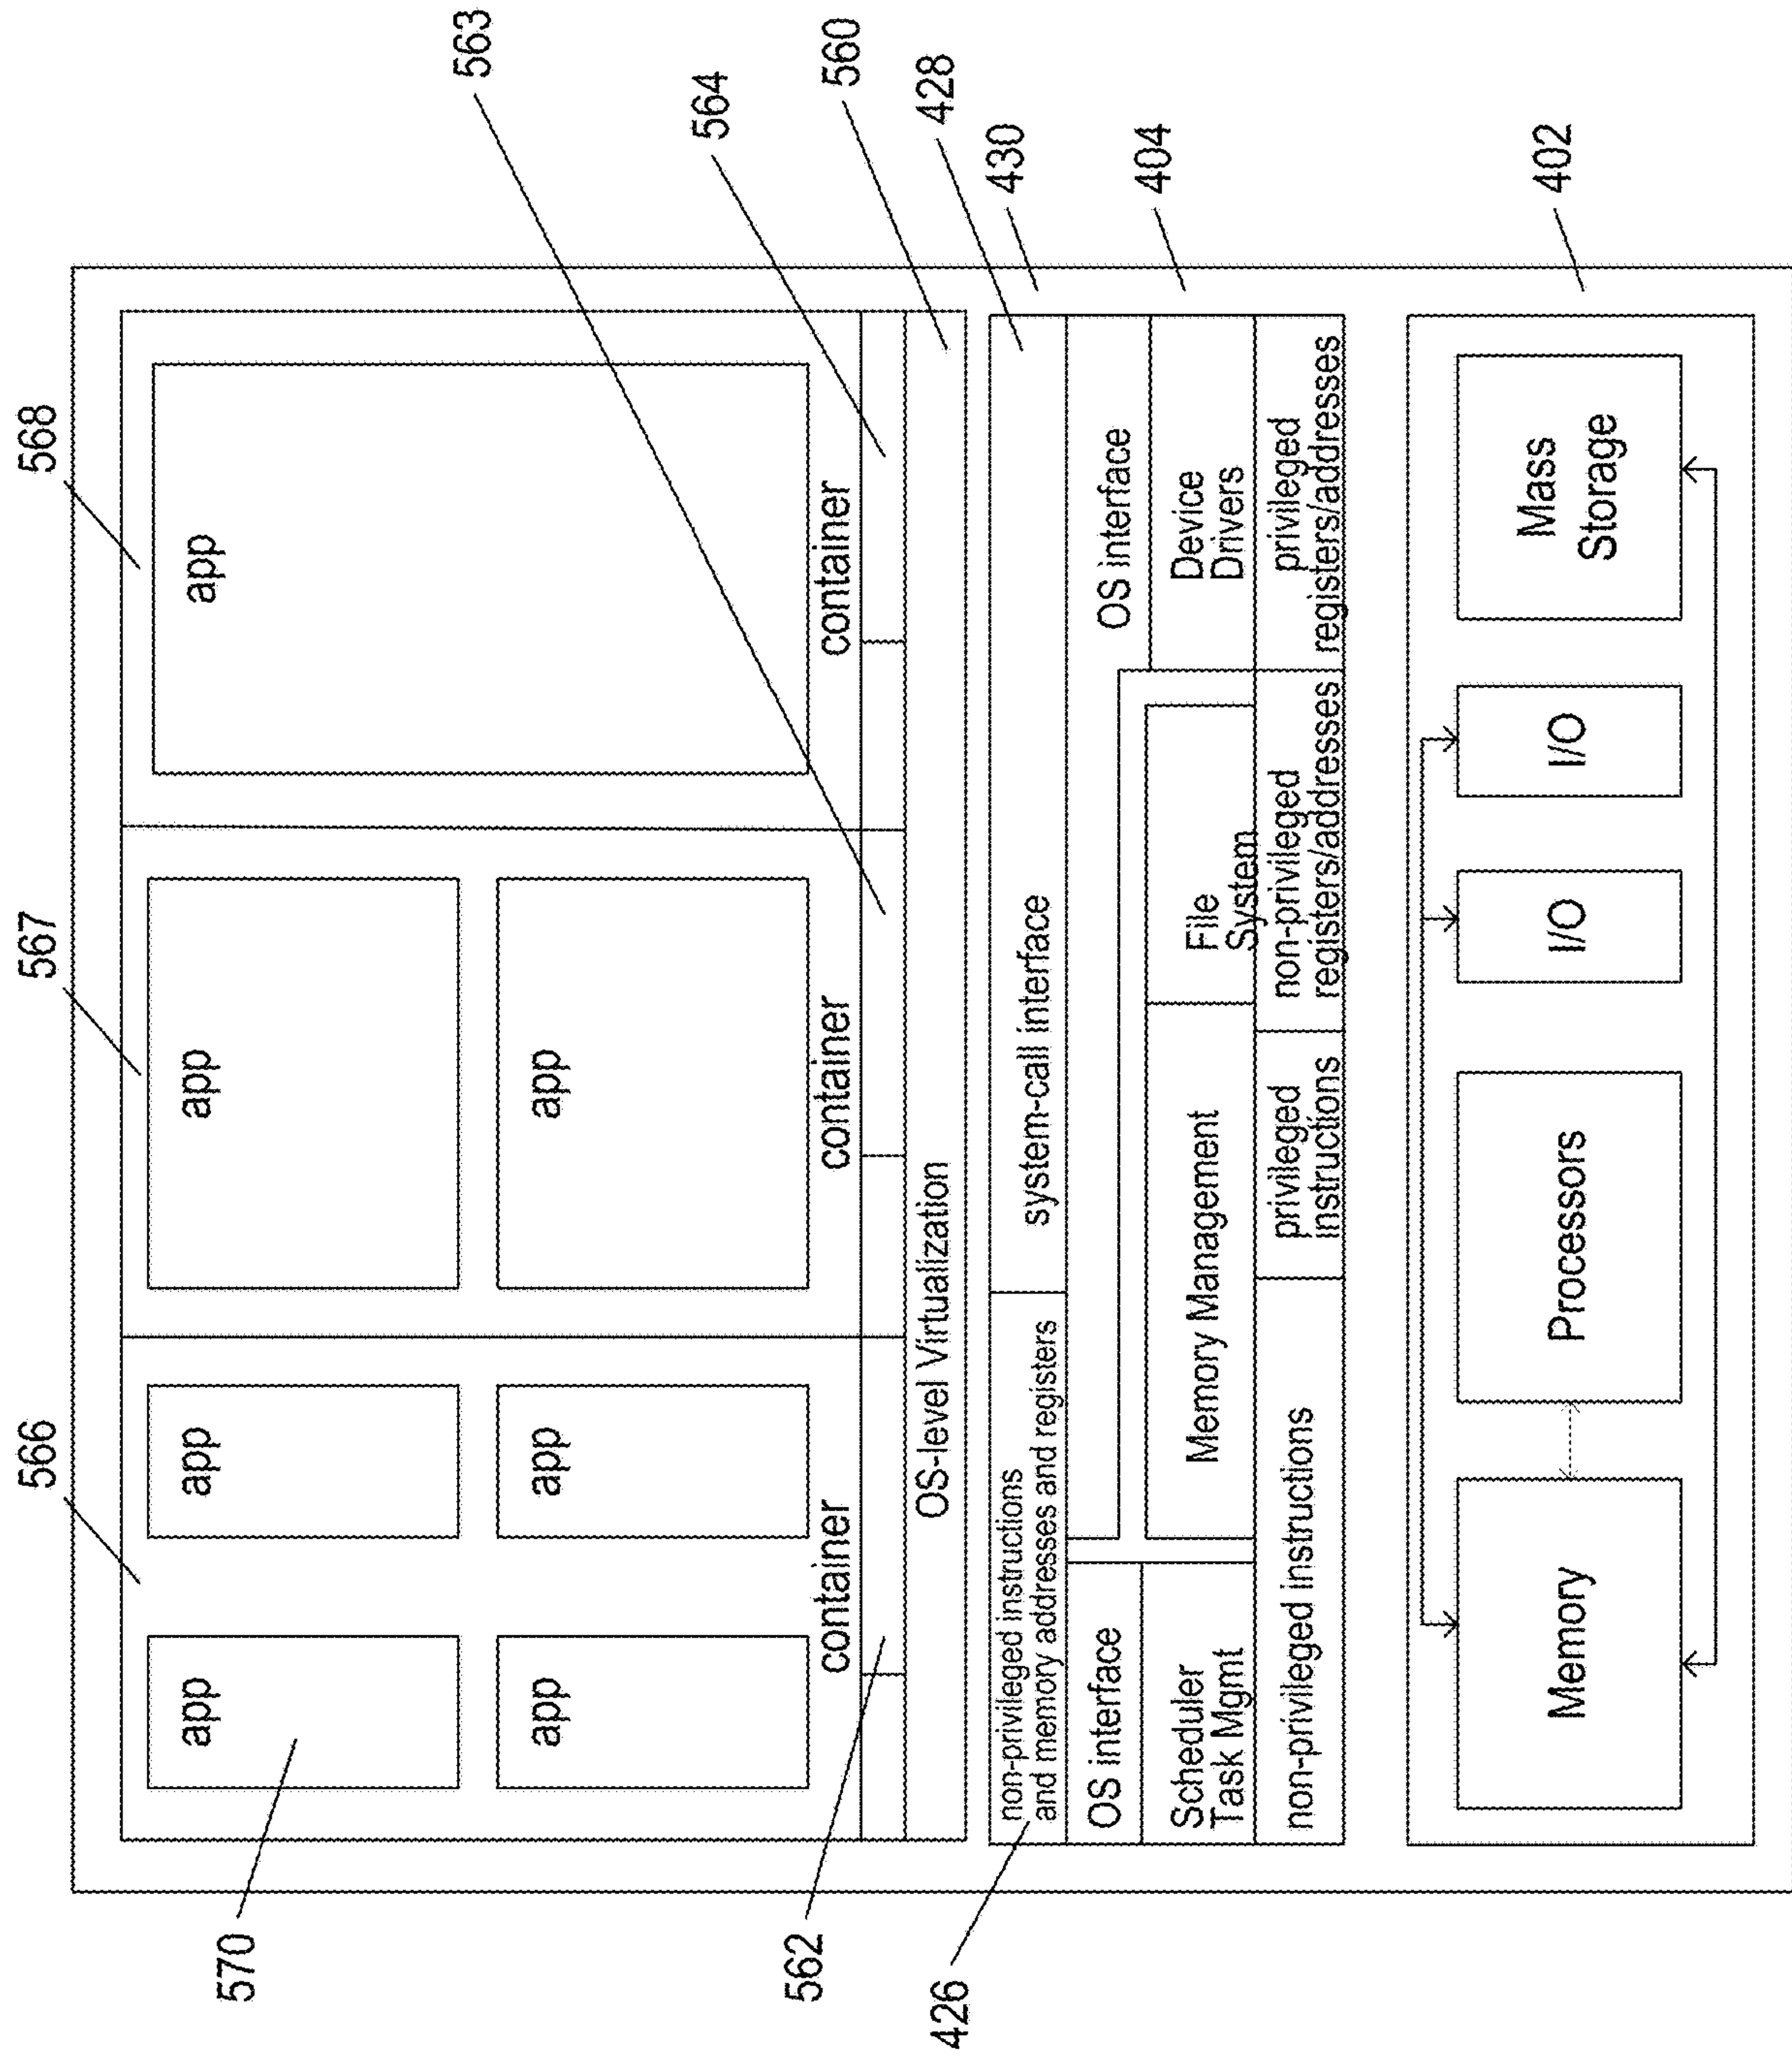 566
567
568
563
564
560
428
430
404
402
570
562
426
app
app
app
app
app
app
app
container
container
container
OS-level Virtualization
non-privileged instructions
and memory addresses and registers
system-call interface
OS interface
OS interface
Scheduler
Task Mgmt
Memory Management
File
System
Device
Drivers
non-privileged instructions
privileged
instructions
non-privileged
registers/addresses
privileged
registers/addresses
Memory
Processors
I/O
I/O
Mass
Storage